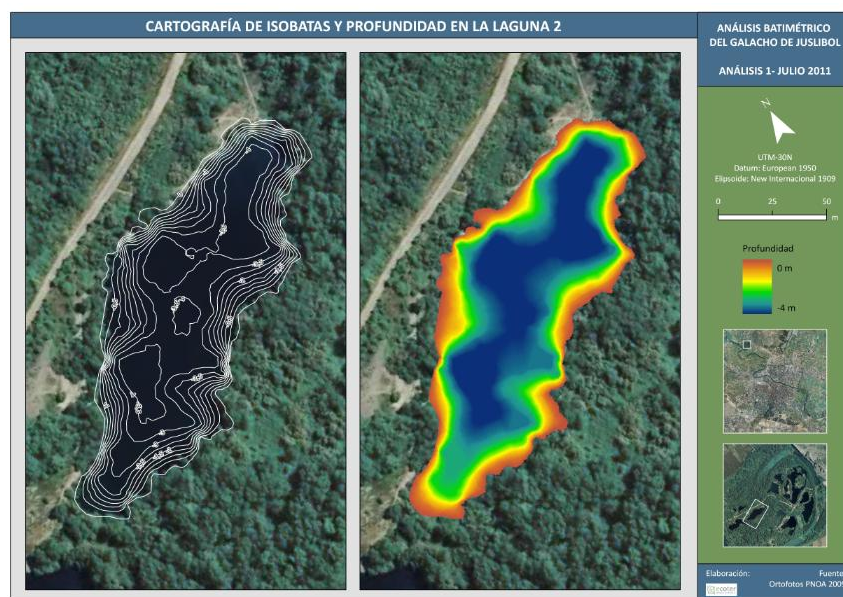 CARTOGRAFÍA DE ISOBATAS Y PROFUNDIDAD EN LA LAGUNA 2
ANÁLISIS BATIMÉTRICO
DEL GALACHO DE JUSLIBOL
ANÁLISIS 1- JULIO 2011
N
UTM-30N
Datum: European 1950
Elipsoide: New Internacional 1909
0 25 50
m
Profundidad
0 m
-4 m
Elaboración:
Fuente
Ortofotos PNOA 2009